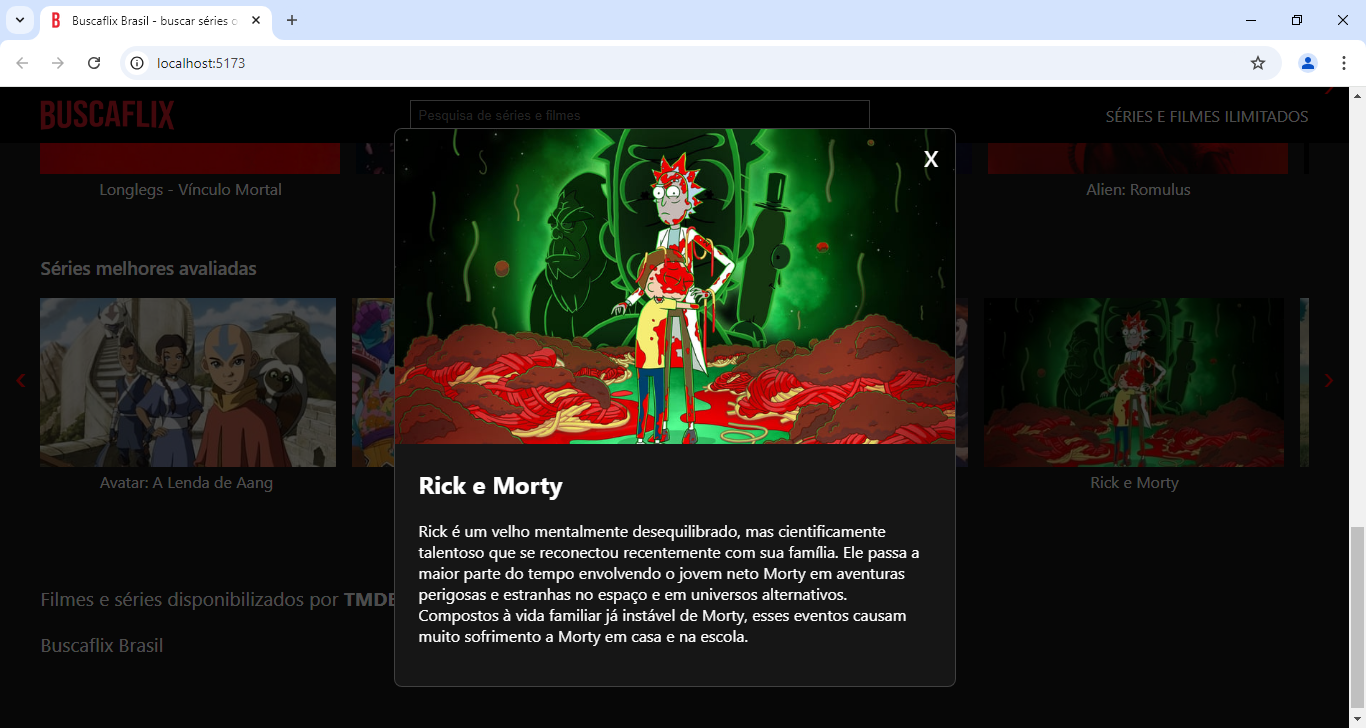 Buscaflix Brasil - buscar séries
localhost:5173
BUSCAFLIX
Pesquisa de séries e filmes
SÉRIES E FILMES ILIMITADOS
X
Longlegs - Vínculo Mortal
Alien: Romulus
Séries melhores avaliadas
Avatar: A Lenda de Aang
Rick e Morty
Rick e Morty
Rick é um velho mentalmente desequilibrado, mas cientificamente
talentoso que se reconectou recentemente com sua família. Ele passa a
maior parte do tempo envolvendo o jovem neto Morty em aventuras
perigosas e estranhas no espaço e em universos alternativos.
Compostos à vida familiar já instável de Morty, esses eventos causam
muito sofrimento a Morty em casa e na escola.
Filmes e séries disponibilizados por
Buscaflix Brasil